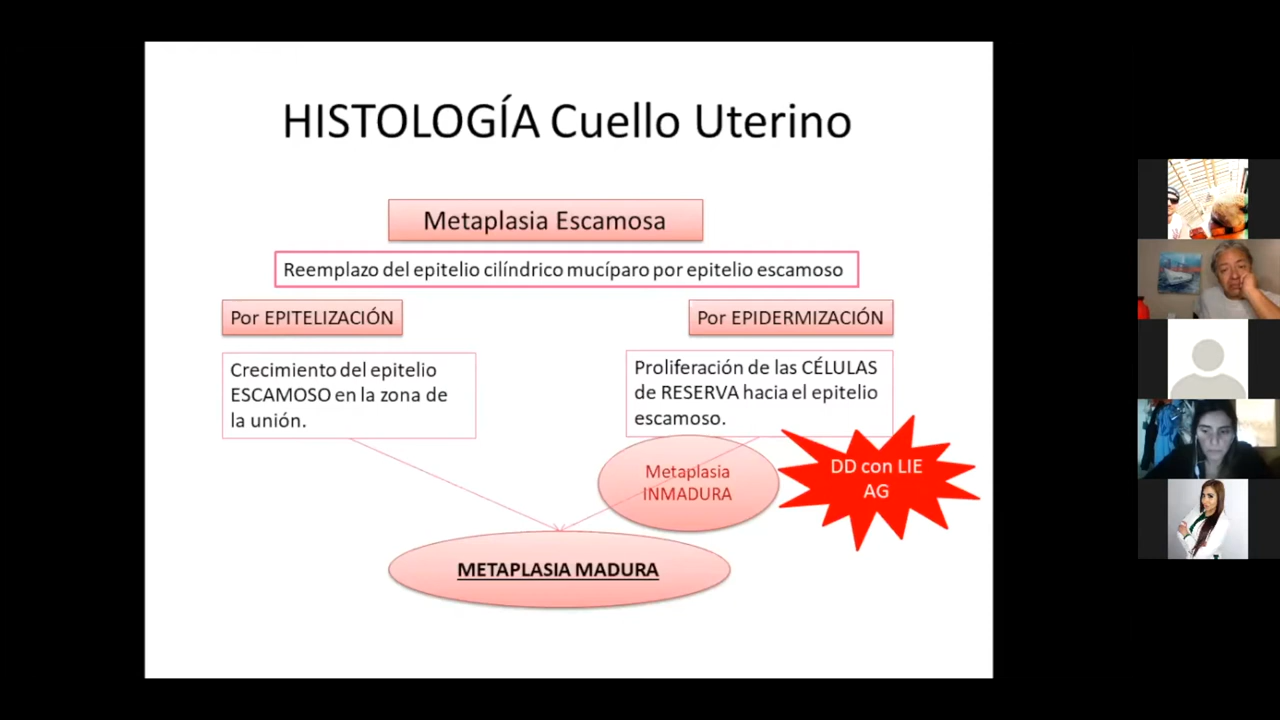 HISTOLOGÍA Cuello Uterino
Metaplasia Escamosa
Reemplazo del epitelio cilíndrico mucíparo por epitelio escamoso
Por EPITELIZACIÓN
Crecimiento del epitelio
ESCAMOSO en la zona de
la unión.
Por EPIDERMIZACIÓN
Proliferación de las CÉLULAS
de RESERVA hacia el epitelio
escamoso.
Metaplasia
INMADURA
DD con LIE
AG
METAPLASIA MADURA